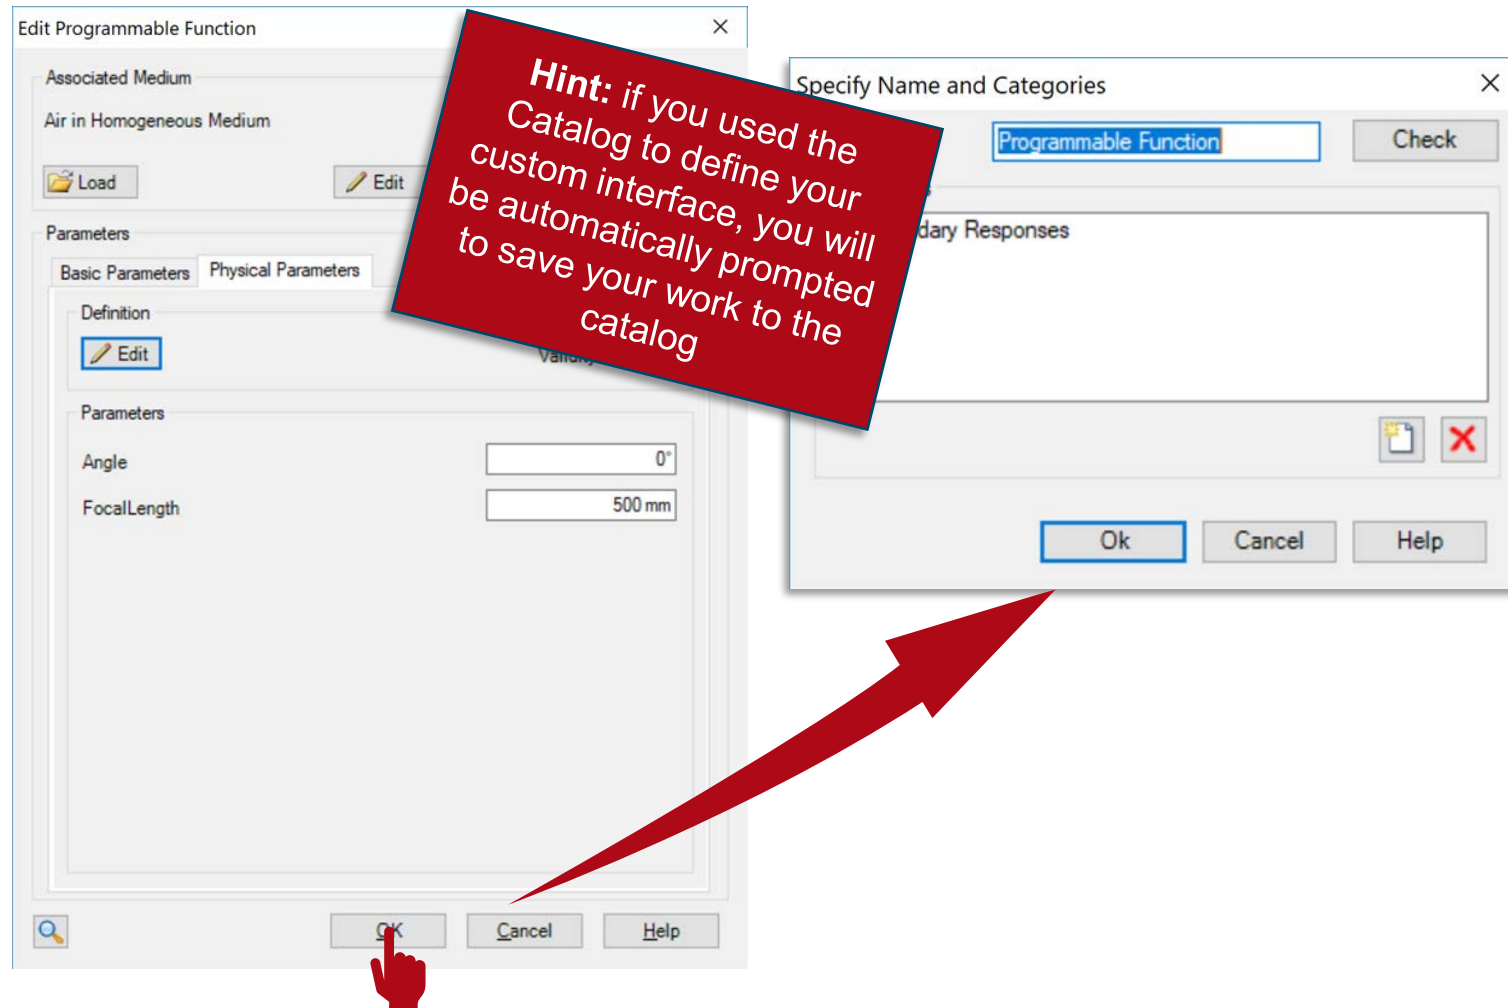 Edit Programmable Function
Associated Medium
Air in Homogeneous Medium
Load
Edit
Parameters
Basic Parameters
Physical Parameters
Definition
Edit
Parameters
Angle
0°
FocalLength
500 mm
OK
Cancel
Help
Hint: if you used the
Catalog to define your
custom interface, you will
be automatically prompted
to save your work to the
catalog
Specify Name and Categories
Programmable Function
Check
Responses
Ok
Cancel
Help